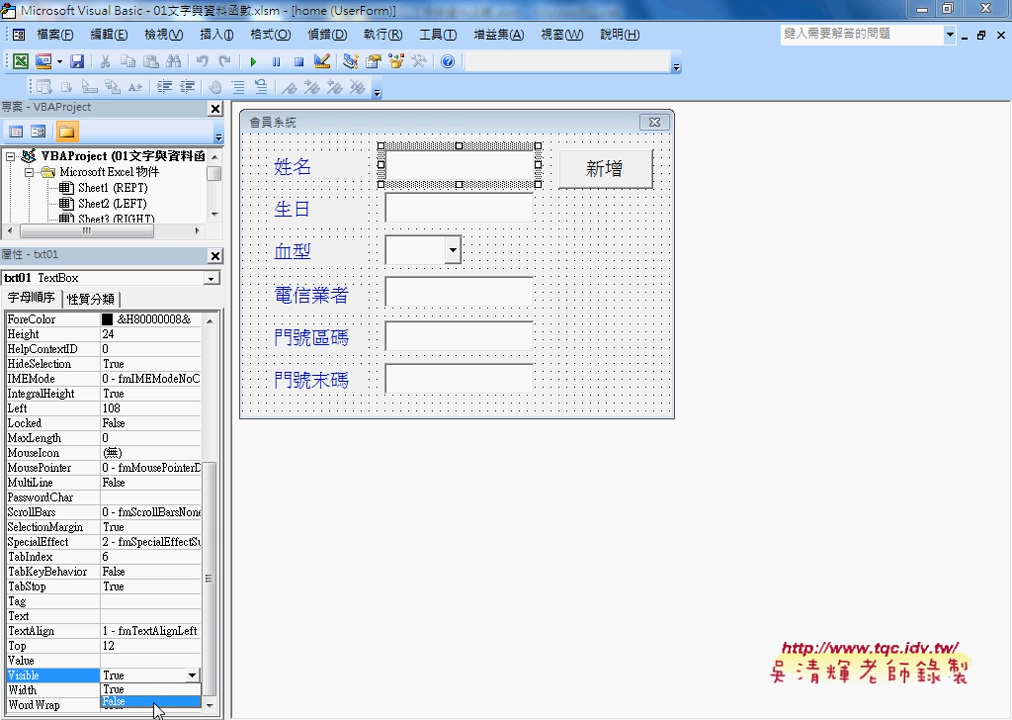 Microsoft Visual Basic - 01文字與資料函數.xlsm - [home (UserForm)]
檔案(F) 編輯(E) 檢視(V) 插入(I) 格式(O) 偵錯(D) 執行(R) 工具(T) 增益集(A) 視窗(W) 說明(H) 鍵入需要解答的問題
專案 - VBAProject
VBAProject (01文字與資料函
Microsoft Excel 物件
Sheet1 (REPT)
Sheet2 (LEFT)
Sheet3 (RIGHT)
屬性 - txt01
txt01 TextBox
字母順序 性質分類
ForeColor &H80000008&
Height 24
HelpContextID 0
HideSelection True
IMEMode 0 - fmIMEModeNoC
IntegralHeight True
Left 108
Locked False
MaxLength 0
MouseIcon (無)
MousePointer 0 - fmMousePointerD
MultiLine False
PasswordChar
ScrollBars 0 - fmScrollBarsNone
SelectionMargin True
SpecialEffect 2 - fmSpecialEffectSu
TabIndex 6
TabKeyBehavior False
TabStop True
Tag
Text
TextAlign 1 - fmTextAlignLeft
Top 12
Value
Visible True
Width True
False
WordWrap
會員系統
姓名 新增
生日
血型
電信業者
門號區碼
門號末碼
http://www.tqc.idv.tw/
吳清輝老師錄製